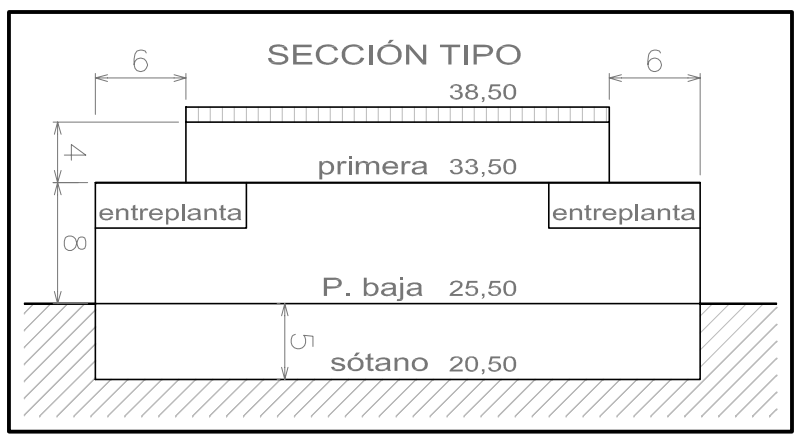 SECCIÓN TIPO
6
6
38,50
4
primera 33,50
entreplanta
entreplanta
8
P. baja 25,50
5
sótano 20,50